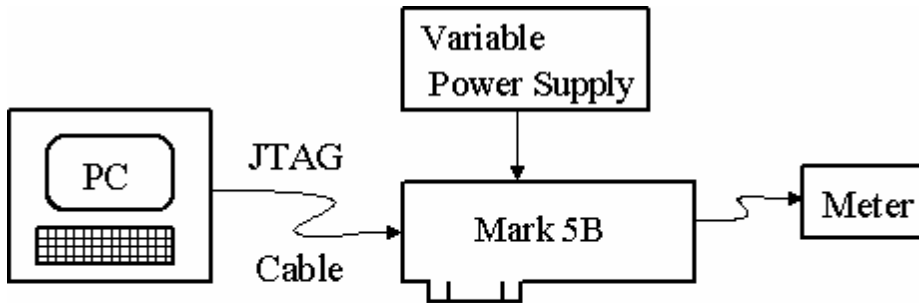 Variable
Power Supply
PC
JTAG
Cable
Mark 5B
Meter